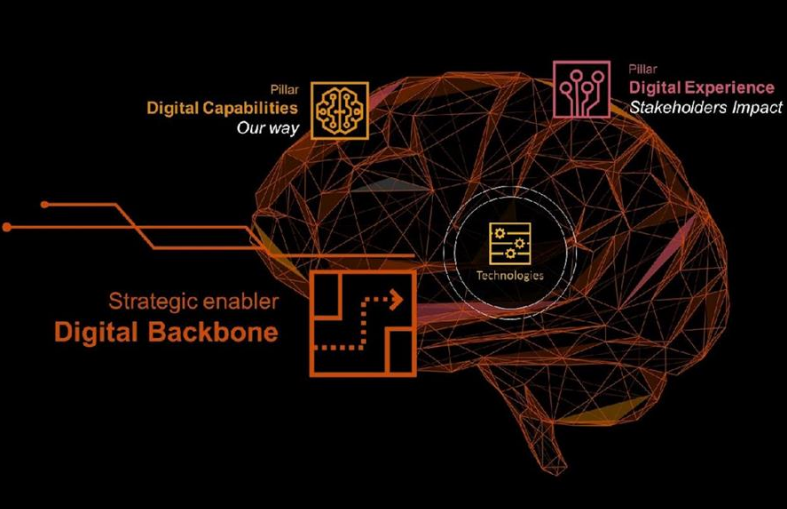 Pillar
Digital Capabilities
Our way
Pillar
Digital Experience
Stakeholders Impact
Technologies
Strategic enabler
Digital Backbone